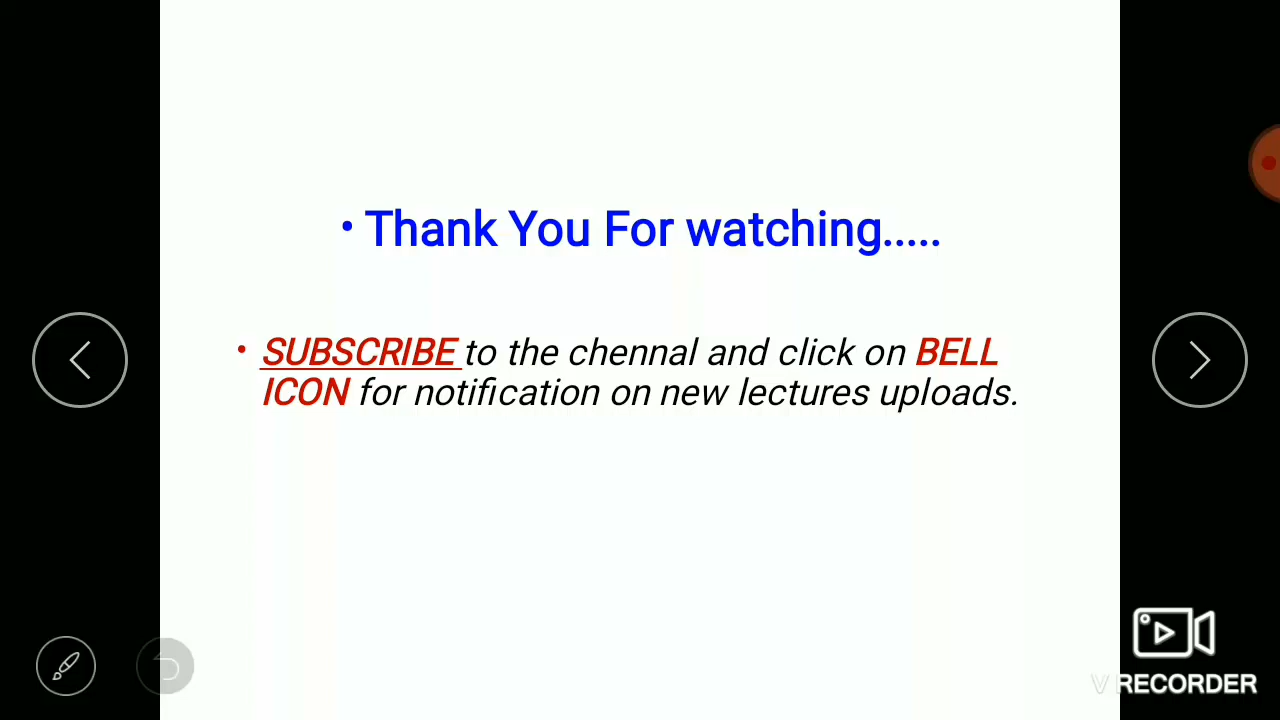 • Thank You For watching.....
• SUBSCRIBE to the chennal and click on BELL
ICON for notification on new lectures uploads.
V RECORDER